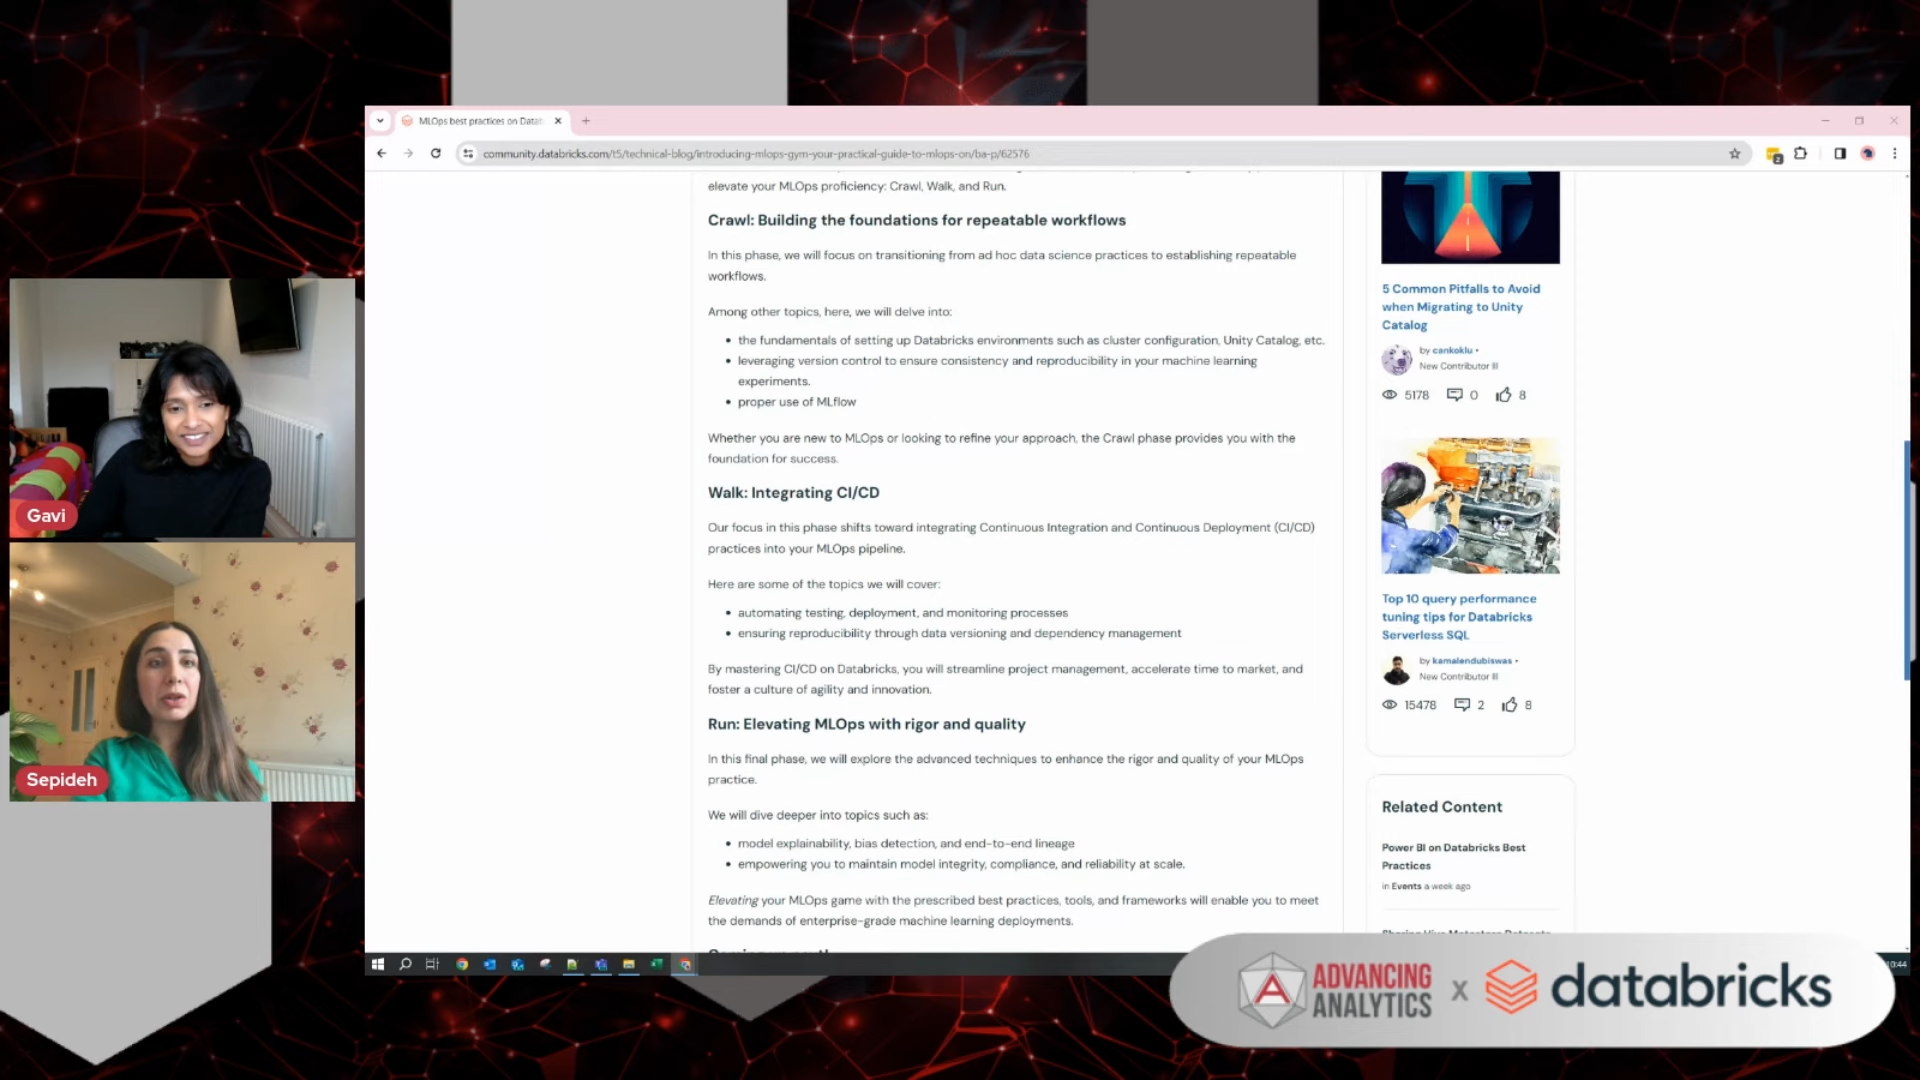 MLOps best practices on Datab
community.databricks.com/t5/technical-blog/introducing-mlops-gym-your-practical-guide-to-mlops-on/ba-p/62576
elevate your MLOps proficiency: Crawl, Walk, and Run.
Crawl: Building the foundations for repeatable workflows
In this phase, we will focus on transitioning from ad hoc data science practices to establishing repeatable
workflows.
Among other topics, here, we will delve into:
• the fundamentals of setting up Databricks environments such as cluster configuration, Unity Catalog, etc.
• leveraging version control to ensure consistency and reproducibility in your machine learning
experiments.
• proper use of MLflow
Whether you are new to MLOps or looking to refine your approach, the Crawl phase provides you with the
foundation for success.
Walk: Integrating CI/CD
Our focus in this phase shifts toward integrating Continuous Integration and Continuous Deployment (CI/CD)
practices into your MLOps pipeline.
Here are some of the topics we will cover:
• automating testing, deployment, and monitoring processes
• ensuring reproducibility through data versioning and dependency management
By mastering CI/CD on Databricks, you will streamline project management, accelerate time to market, and
foster a culture of agility and innovation.
Run: Elevating MLOps with rigor and quality
In this final phase, we will explore the advanced techniques to enhance the rigor and quality of your MLOps
practice.
We will dive deeper into topics such as:
• model explainability, bias detection, and end-to-end lineage
• empowering you to maintain model integrity, compliance, and reliability at scale.
Elevating your MLOps game with the prescribed best practices, tools, and frameworks will enable you to meet
the demands of enterprise-grade machine learning deployments.
5 Common Pitfalls to Avoid
when Migrating to Unity
Catalog
by cankoklu •
New Contributor III
5178 0 8
Top 10 query performance
tuning tips for Databricks
Serverless SQL
by kamalendubiswas •
New Contributor III
15478 2 8
Related Content
Power BI on Databricks Best
Practices
in Events a week ago
Gavi
Sepideh
ADVANCING
ANALYTICS
x
databricks